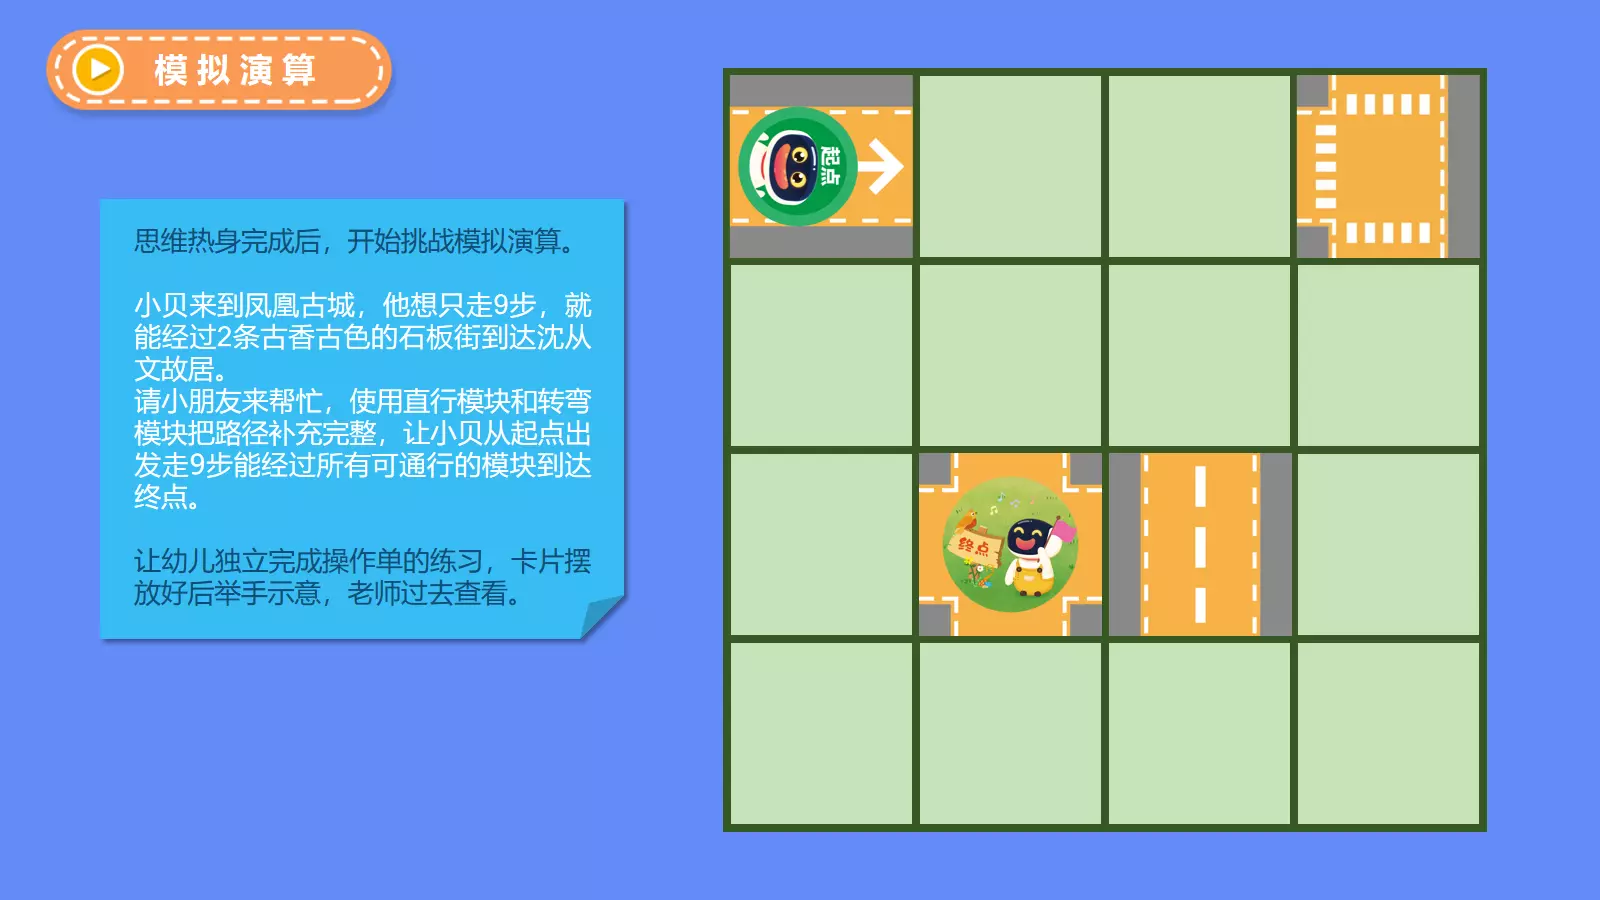 模拟演算
思维热身完成后，开始挑战模拟演算。
小贝来到凤凰古城，他想只走9步，就
能经过2条古香古色的石板街到达沈从
文故居。
请小朋友来帮忙，使用直行模块和转弯
模块把路径补充完整，让小贝从起点出
发走9步能经过所有可通行的模块到达
终点。
让幼儿独立完成操作单的练习，卡片摆
放好后举手示意，老师过去查看。
起点
终点